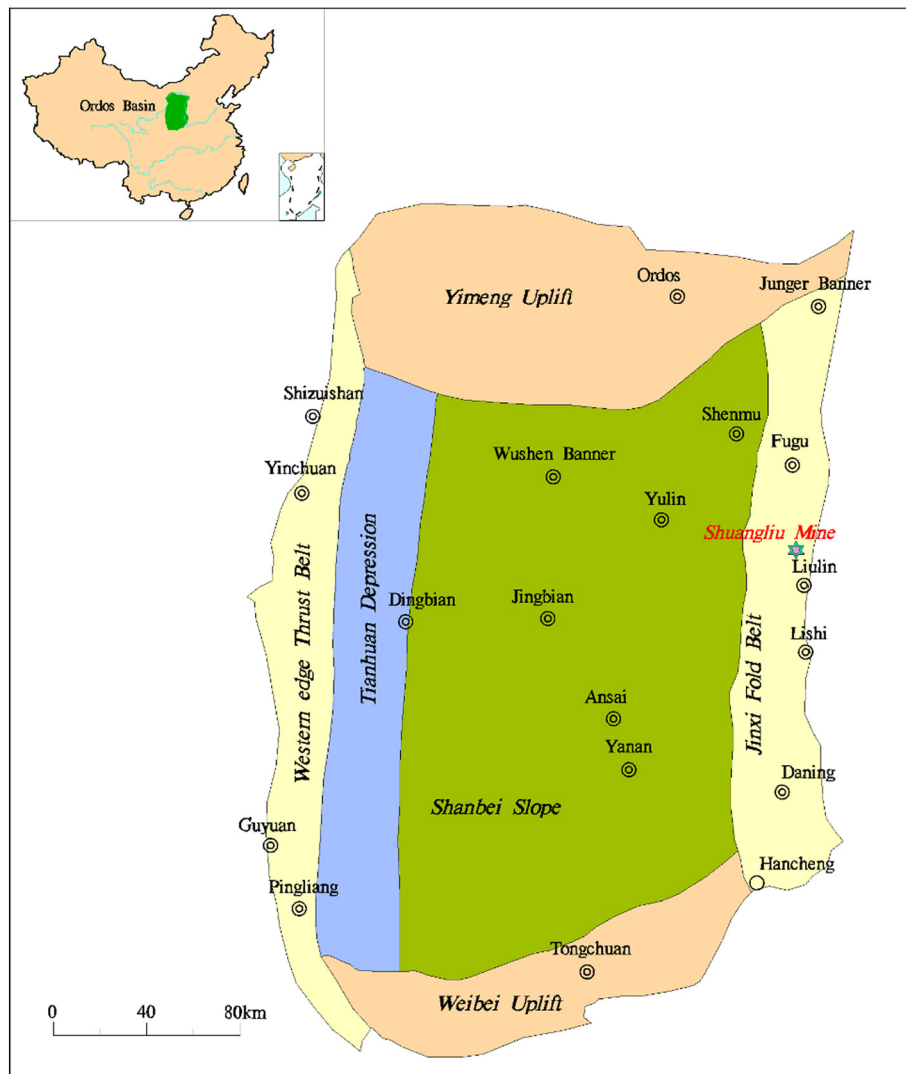 Ordos Basin
Ordos
Junger Banner
Yimeng Uplift
Shizuishan
Shenmu
Fugu
Wushen Banner
Yinchuan
Yulin
Shuangliu Mine
Liulin
Western edge Thrust Belt
Tianhuan Depression
Dingbian
Jingbian
Jinxi Fold Belt
Lishi
Ansai
Yanan
Daning
Shanbei Slope
Guyuan
Hancheng
Pingliang
Tongchuan
Weibei Uplift
0 40 80km